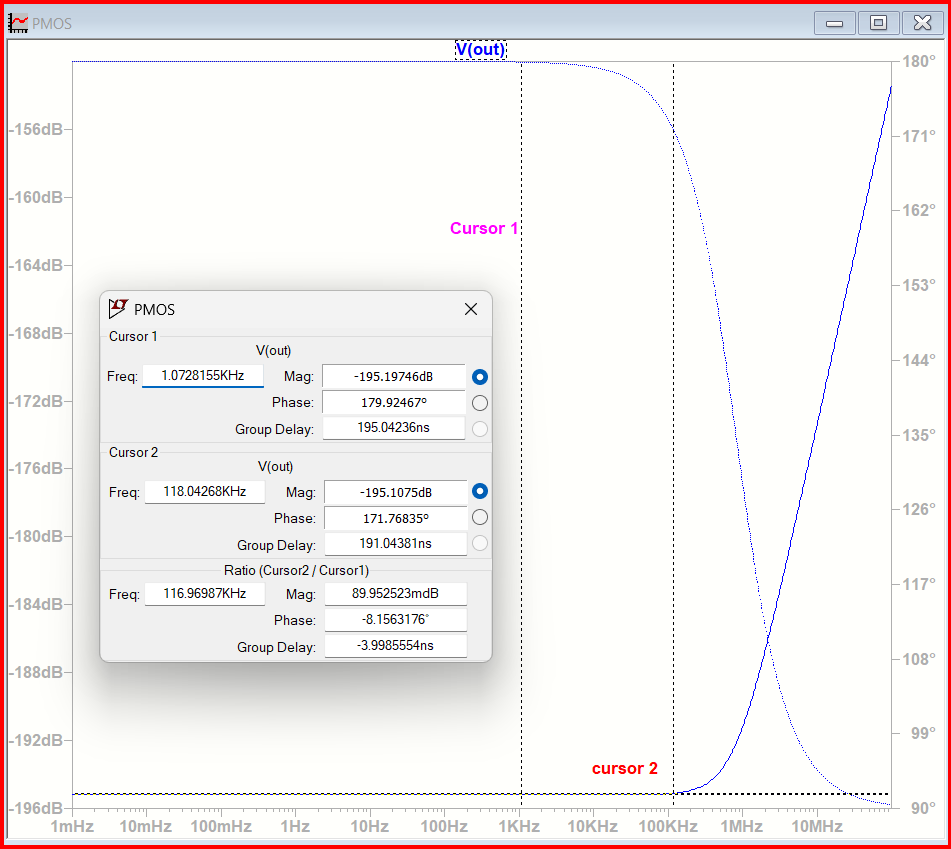 PMOS
V(out)
-156dB
-160dB
-164dB
-168dB
-172dB
-176dB
-180dB
-184dB
-188dB
-192dB
-196dB
180°
171°
162°
153°
144°
135°
126°
117°
108°
99°
90°
Cursor 1
cursor 2
PMOS
Cursor 1
V(out)
Freq: 1.0728155KHz Mag: -195.19746dB
Phase: 179.92467°
Group Delay: 195.04236ns
Cursor 2
V(out)
Freq: 118.04268KHz Mag: -195.1075dB
Phase: 171.76835°
Group Delay: 191.04381ns
Ratio (Cursor2 / Cursor1)
Freq: 116.96987KHz Mag: 89.952523mdB
Phase: -8.1563176°
Group Delay: -3.9985554ns
1mHz 10mHz 100mHz 1Hz 10Hz 100Hz 1KHz 10KHz 100KHz 1MHz 10MHz